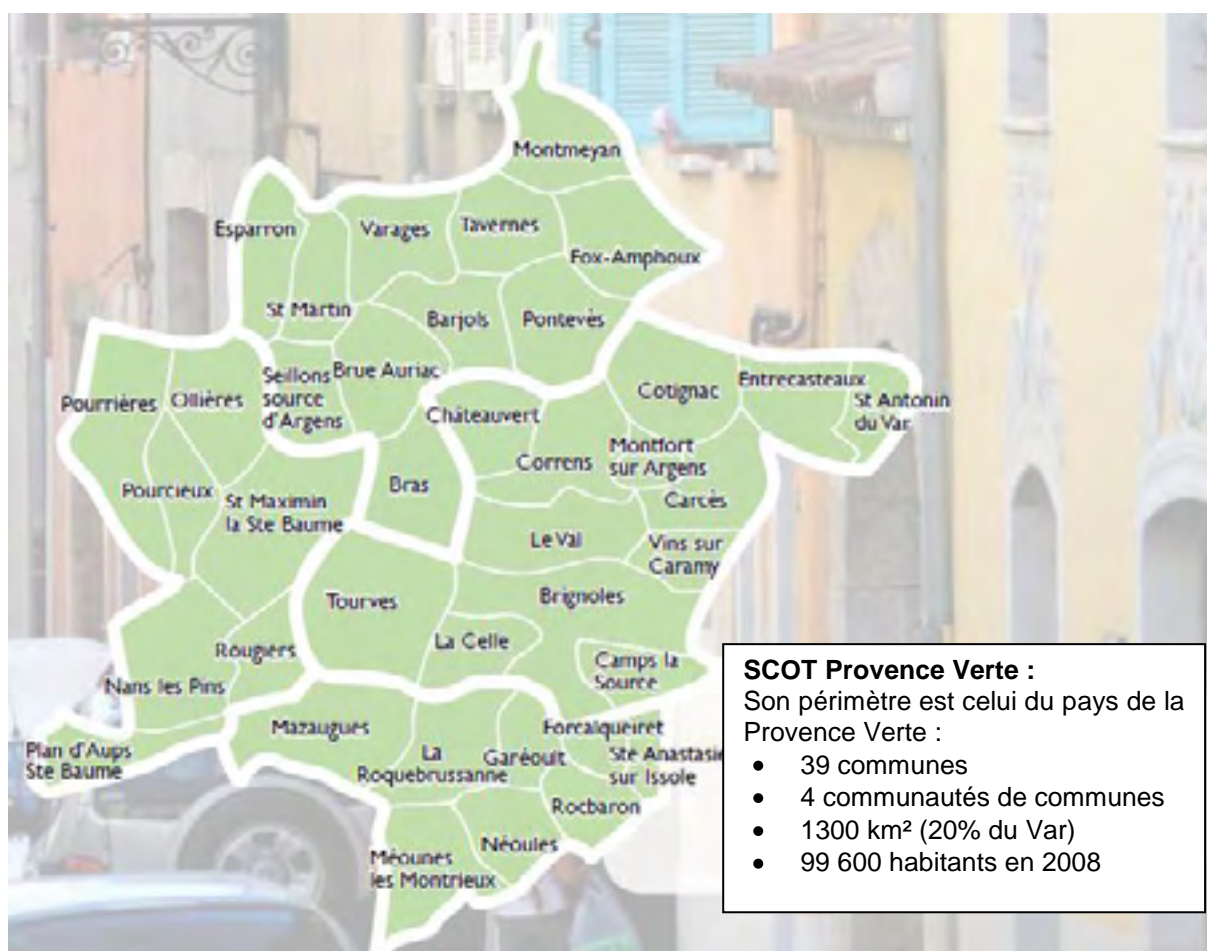 Montmeyan
Esparron
Varages
Tavernes
Fox-Amphoux
St Martin
Barjols
Pontevès
Seillons
source
d'Argens
Brue Auriac
Pourrières
Ollières
Châteauvert
Cotignac
Entrecasteaux
St Antonin
du Var
Correns
Montfort
sur Argens
Bras
Pourcieux
St Maximin
la Ste Baume
Carcès
Le Val
Vins sur
Caramy
Tourves
Brignoles
La Celle
Rougiers
Camps la
Source
Nans les Pins
Mazaugues
Forcalqueiret
Plan d'Aups
Ste Baume
La
Roquebrussanne
Garéoult
Ste Anastasie
sur Issole
Rocbaron
Néoules
Méounes
les Montrieux
SCOT Provence Verte :
Son périmètre est celui du pays de la
Provence Verte :
• 39 communes
• 4 communautés de communes
• 1300 km² (20% du Var)
• 99 600 habitants en 2008